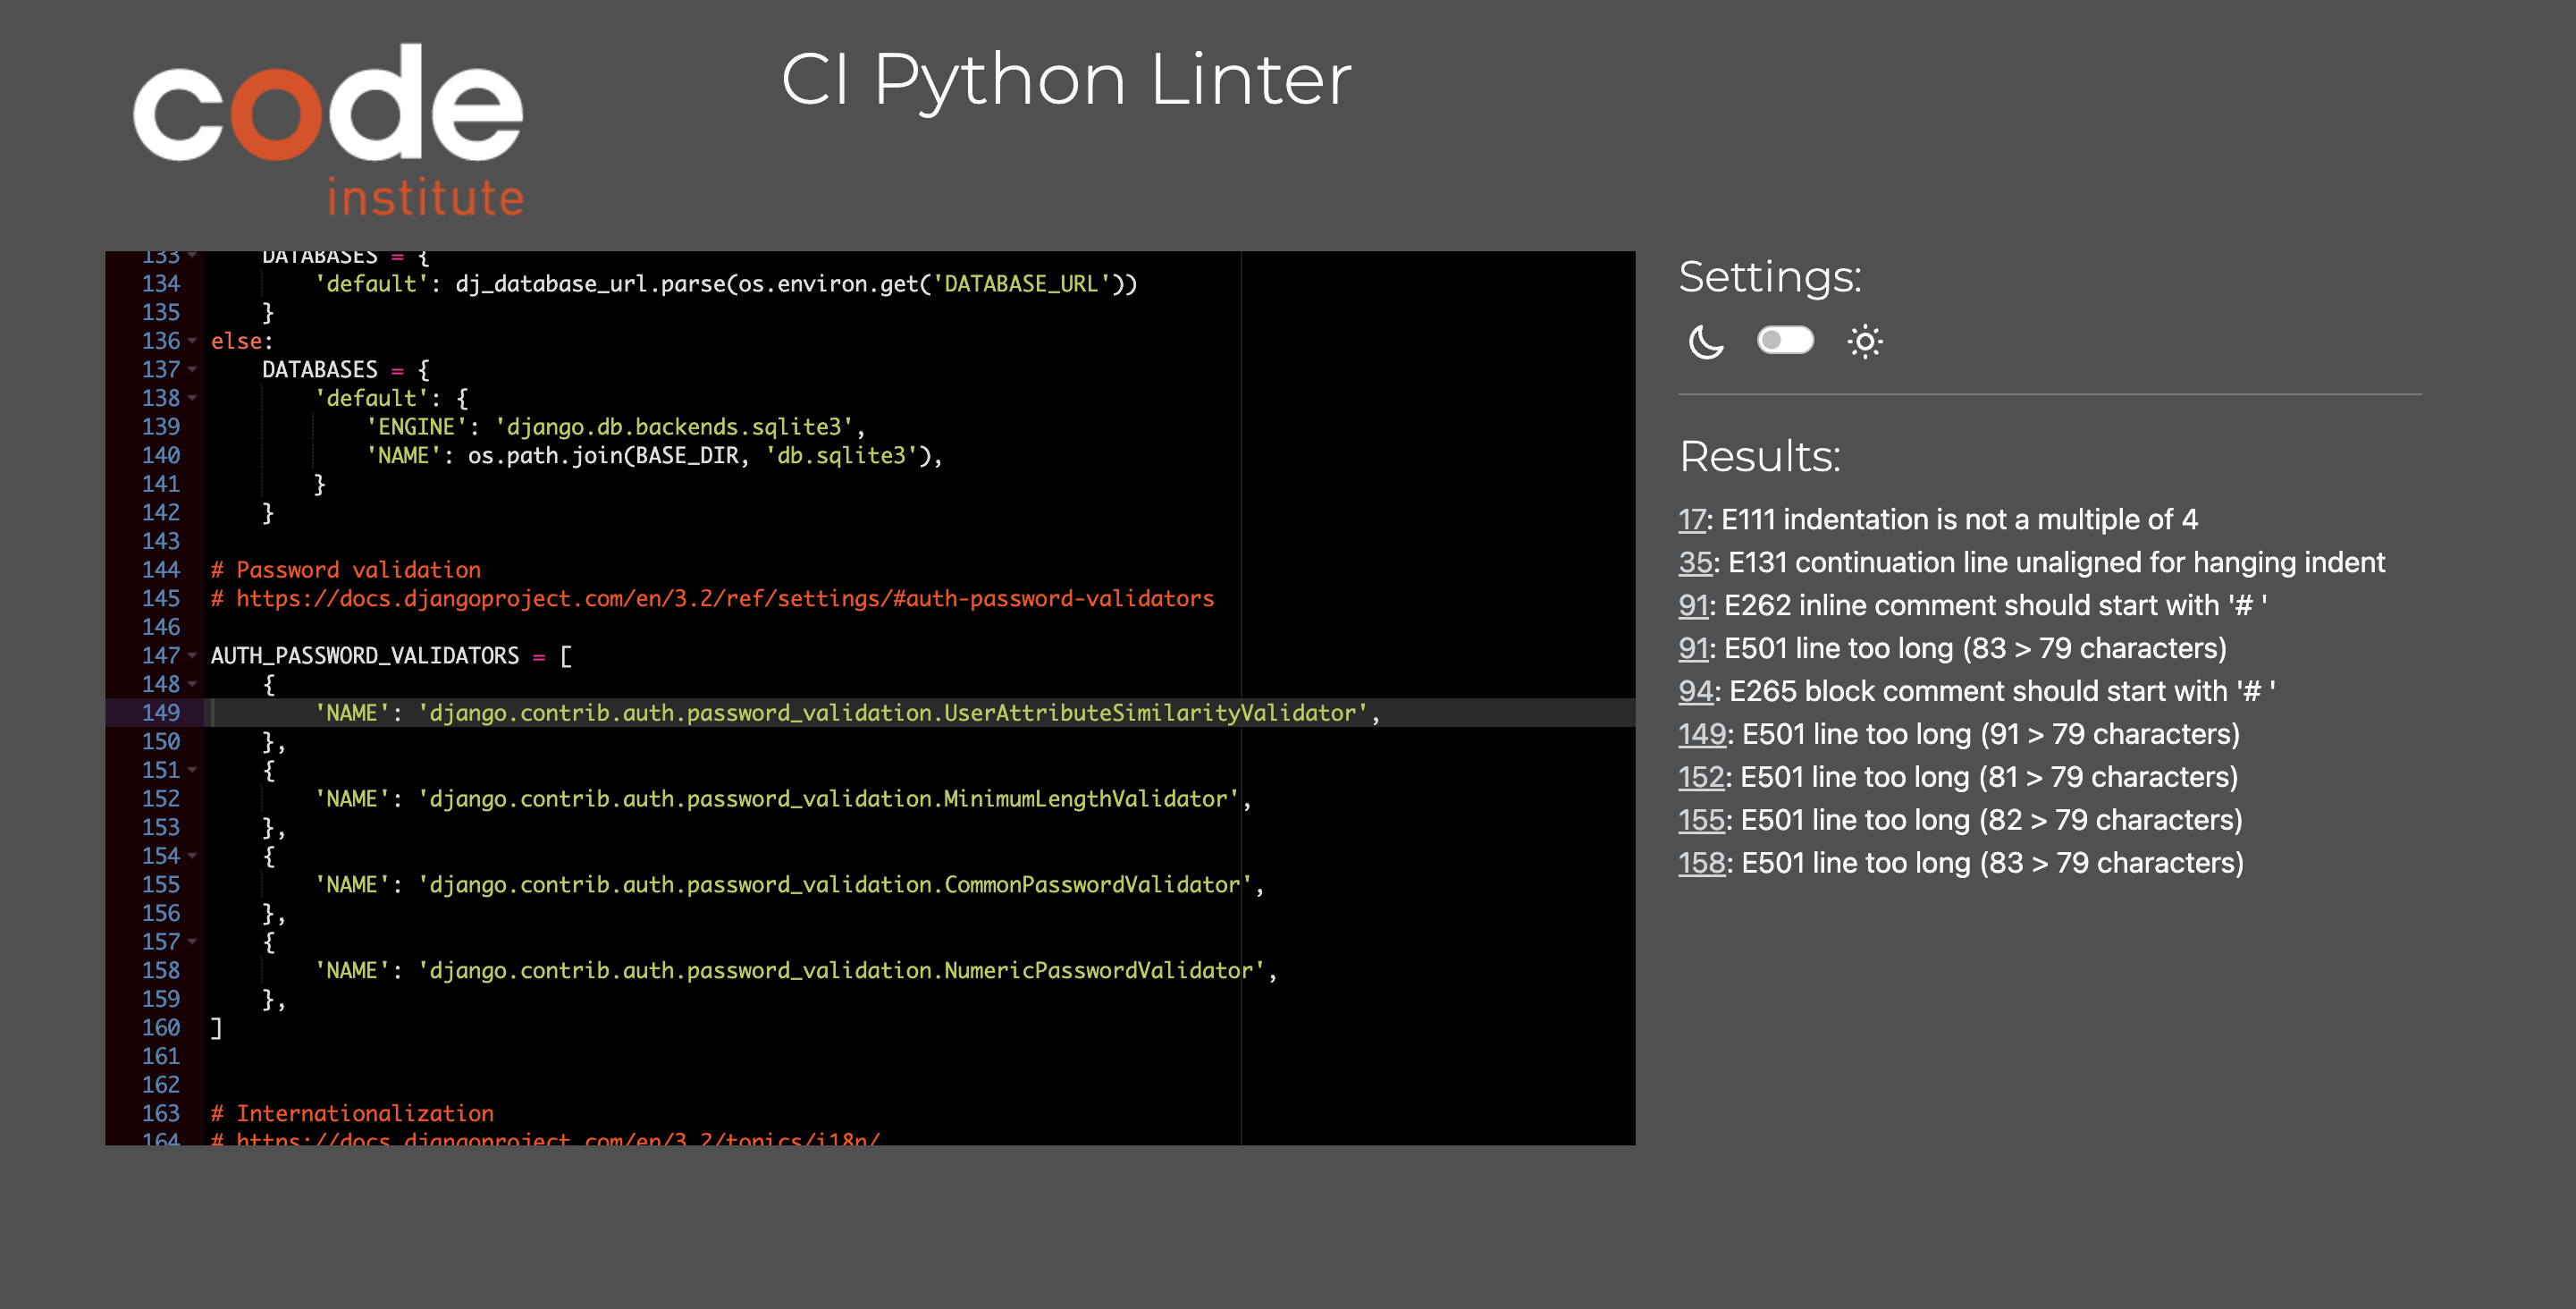 code
institute
CI Python Linter
133 DATABASES = {
134 'default': dj_database_url.parse(os.environ.get('DATABASE_URL'))
135 }
136 else:
137 DATABASES = {
138 'default': {
139 'ENGINE': 'django.db.backends.sqlite3',
140 'NAME': os.path.join(BASE_DIR, 'db.sqlite3'),
141 }
142 }
143
144 # Password validation
145 # https://docs.djangoproject.com/en/3.2/ref/settings/#auth-password-validators
146
147 AUTH_PASSWORD_VALIDATORS = [
148 {
149 'NAME': 'django.contrib.auth.password_validation.UserAttributeSimilarityValidator',
150 },
151 {
152 'NAME': 'django.contrib.auth.password_validation.MinimumLengthValidator',
153 },
154 {
155 'NAME': 'django.contrib.auth.password_validation.CommonPasswordValidator',
156 },
157 {
158 'NAME': 'django.contrib.auth.password_validation.NumericPasswordValidator',
159 },
160 ]
161
162
163 # Internationalization
164 # https://docs.djangoproject.com/en/3.2/topics/i18n/
Settings:
Results:
17: E111 indentation is not a multiple of 4
35: E131 continuation line unaligned for hanging indent
91: E262 inline comment should start with '# '
91: E501 line too long (83 > 79 characters)
94: E265 block comment should start with '# '
149: E501 line too long (91 > 79 characters)
152: E501 line too long (81 > 79 characters)
155: E501 line too long (82 > 79 characters)
158: E501 line too long (83 > 79 characters)